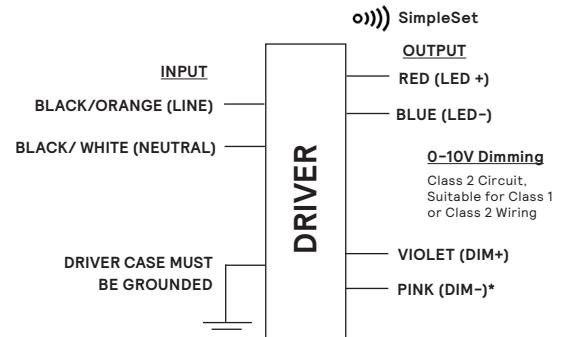 SimpleSet
INPUT
BLACK/ORANGE (LINE)
BLACK/ WHITE (NEUTRAL)
DRIVER CASE MUST
BE GROUNDED
DRIVER
OUTPUT
RED (LED +)
BLUE (LED–)
0–10V Dimming
Class 2 Circuit,
Suitable for Class 1
or Class 2 Wiring
VIOLET (DIM+)
PINK (DIM–)*